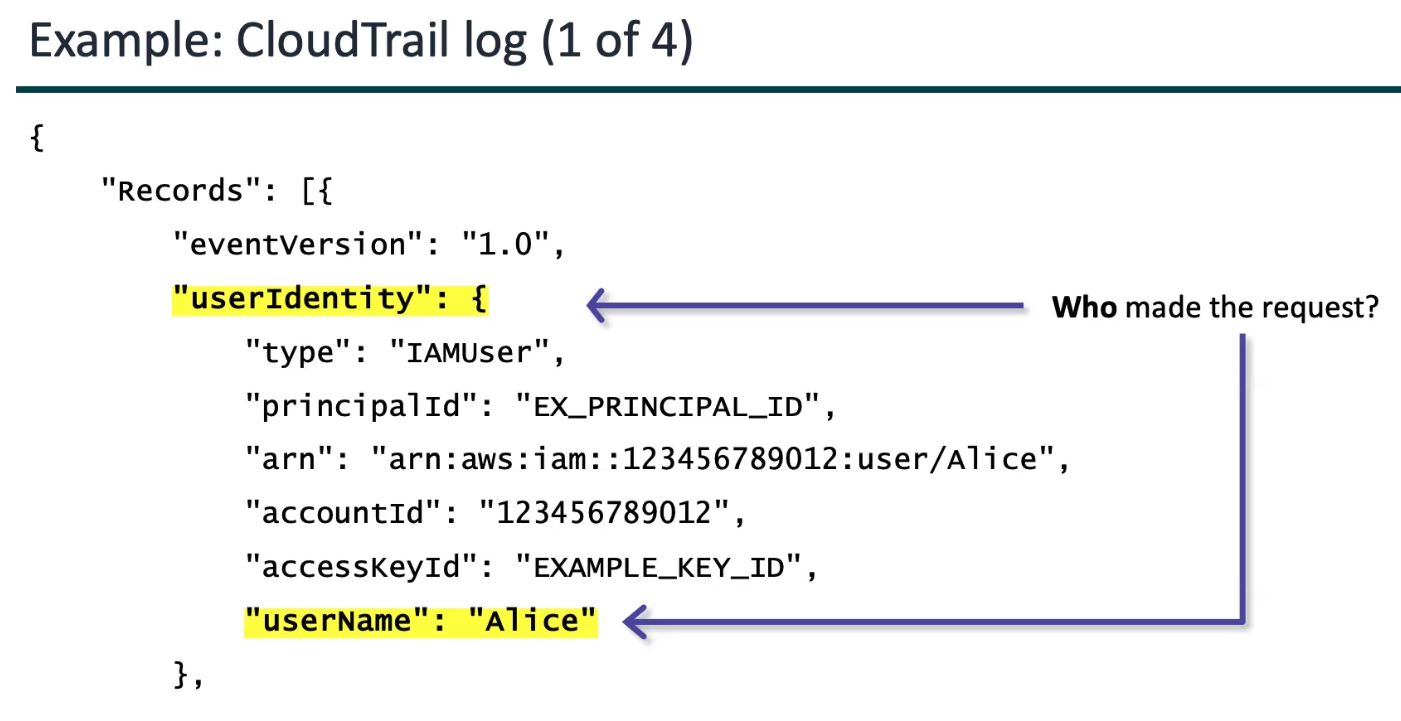 Example: CloudTrail log (1 of 4)
{
"Records": [{
"eventVersion": "1.0",
"userIdentity": {
Who made the request?
"type": "IAMUser",
"principalId": "EX_PRINCIPAL_ID",
"arn": "arn:aws:iam::123456789012:user/Alice",
"accountId": "123456789012",
"accessKeyId": "EXAMPLE_KEY_ID",
"userName": "Alice"
},